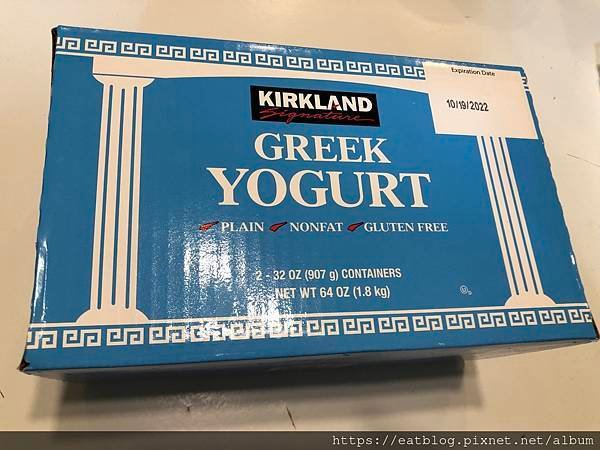 Expiration Date
10/19/2022
KIRKLAND
Signature
GREEK
YOGURT
PLAIN NONFAT GLUTEN FREE
2 - 32 OZ (907 g) CONTAINERS
NET WT 64 OZ (1.8 kg)
https://eatblog.pixnet.net/album